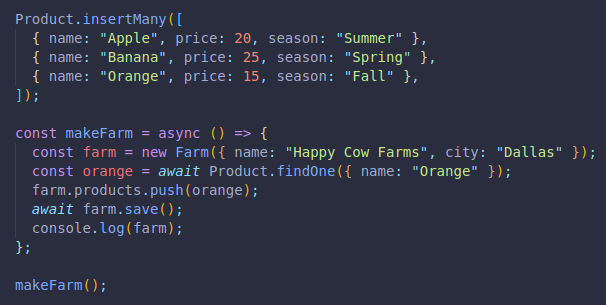 Product.insertMany([
  { name: "Apple", price: 20, season: "Summer" },
  { name: "Banana", price: 25, season: "Spring" },
  { name: "Orange", price: 15, season: "Fall" },
]);

const makeFarm = async () => {
  const farm = new Farm({ name: "Happy Cow Farms", city: "Dallas" });
  const orange = await Product.findOne({ name: "Orange" });
  farm.products.push(orange);
  await farm.save();
  console.log(farm);
};

makeFarm();